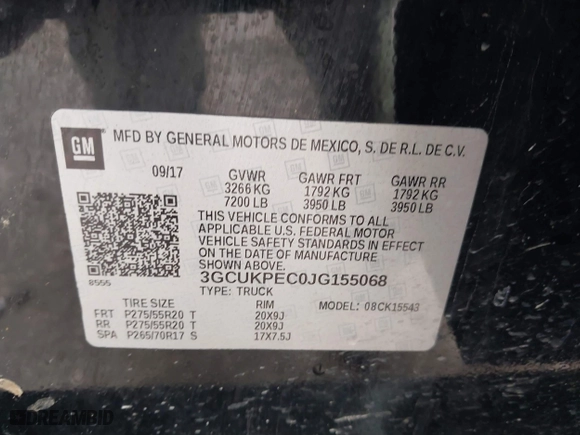 GM
MFD BY GENERAL MOTORS DE MEXICO, S. DE R.L. DE C.V.
09/17 GVWR GAWR FRT GAWR RR
3266 KG 1792 KG 1792 KG
7200 LB 3950 LB 3950 LB
THIS VEHICLE CONFORMS TO ALL
APPLICABLE U.S. FEDERAL MOTOR
VEHICLE SAFETY STANDARDS IN EFFECT
ON THE DATE OF MANUFACTURE
SHOWN ABOVE.
8555 3GCUKPEC0JG155068
TYPE: TRUCK
TIRE SIZE RIM MODEL: 08CK15543
FRT P275/55R20 T 20X9J
RR P275/55R20 T 20X9J
SPA P265/70R17 S 17X7.5J
DREAMBID